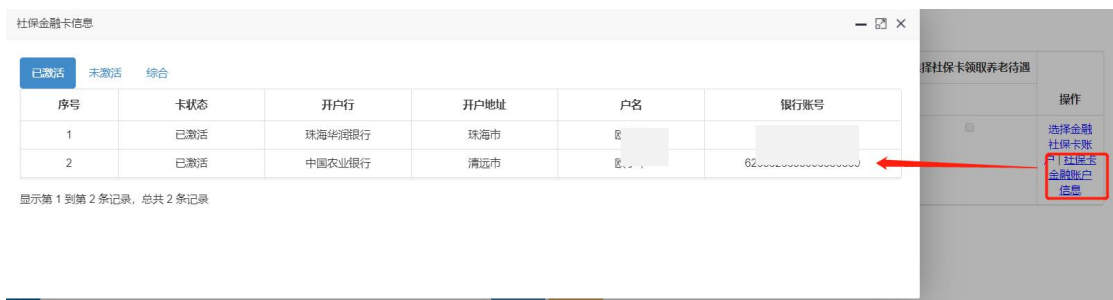 社保金融卡信息
已激活 未激活 综合
序号 卡状态 开户行 开户地址 户名 银行账号
1 已激活 珠海华润银行 珠海市
2 已激活 中国农业银行 清远市
显示第 1 到第 2 条记录，总共 2 条记录
择社保卡领取养老待遇
操作
选择金融
社保卡账
户 | 社保卡
金融账户
信息